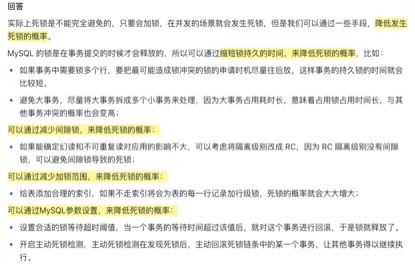 回答
实际上死锁是不能完全避免的，只要会加锁，在并发的场景就会发生死锁，但是我们可以通过一些手段，降低发生
死锁的概率。
MySQL 的锁是在事务提交的时候才会释放的，所以可以通过缩短锁持久的时间，来降低死锁的概率，比如：
如果事务中需要锁多个行，要把最可能造成锁冲突的锁的申请时机尽量往后放，这样事务的持久锁的时间就会
比较短。
避免大事务，尽量将大事务拆成多个小事务来处理，因为大事务占用耗时长，意味着占用锁占用时间长，与其
他事务冲突的概率也会变高；
可以通过减少间隙锁，来降低死锁的概率：
如果能确定幻读和不可重复读对应用的影响不大，可以考虑将隔离级别改成 RC，因为 RC 隔离级别没有间隙
锁，可以避免间隙锁导致的死锁；
可以通过减少加锁范围，来降低死锁的概率：
给表添加合理的索引，如果不走索引将会为表的每一行记录加行级锁，死锁的概率就会大大增大；
可以通过MySQL参数设置，来降低死锁的概率：
设置合适的锁等待超时阈值，当一个事务的等待时间超过该值后，就对这个事务进行回滚，于是锁就释放了。
开启主动死锁检测，主动死锁检测在发现死锁后，主动回滚死锁链条中的某一个事务，让其他事务得以继续执
行。